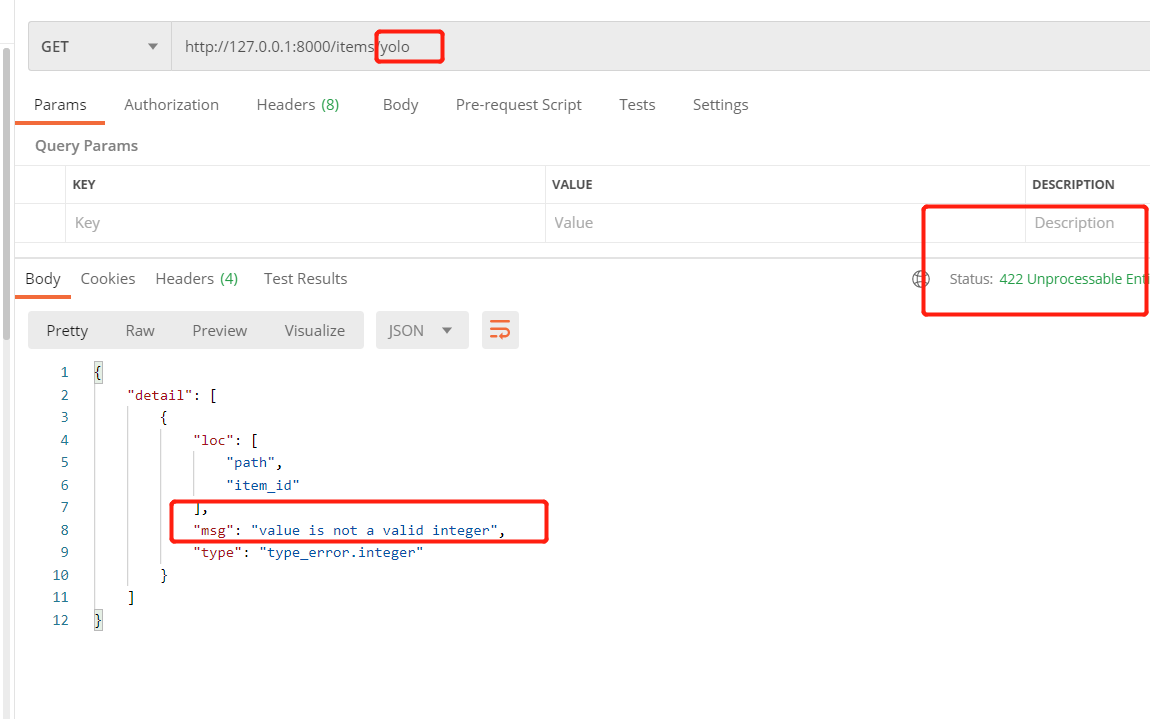 GET http://127.0.0.1:8000/items/yolo
Params Authorization Headers (8) Body Pre-request Script Tests Settings
Query Params
KEY VALUE DESCRIPTION
Key Value Description
Body Cookies Headers (4) Test Results Status: 422 Unprocessable Enti
Pretty Raw Preview Visualize JSON
1 {
2 "detail": [
3 {
4 "loc": [
5 "path",
6 "item_id"
7 ],
8 "msg": "value is not a valid integer",
9 "type": "type_error.integer"
10 }
11 ]
12 }